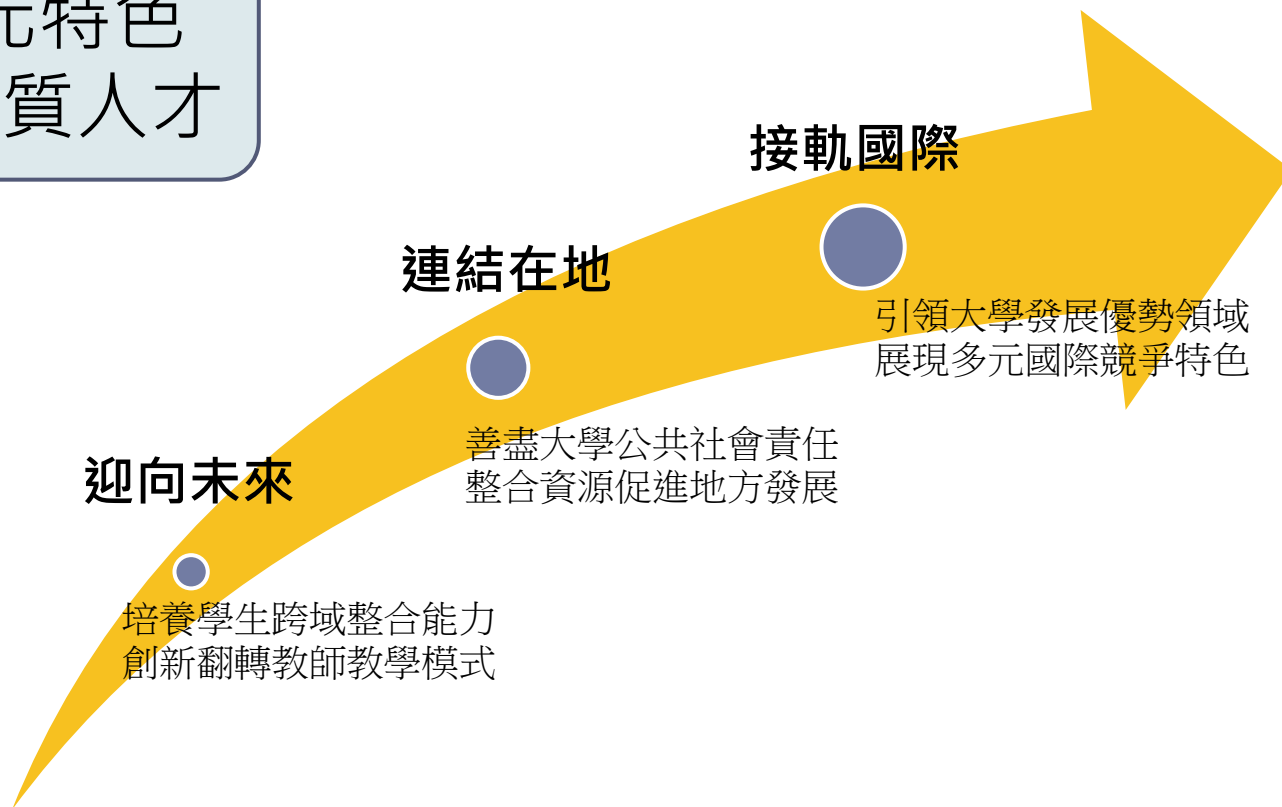 元特色
質人才
接軌國際
引領大學發展優勢領域
展現多元國際競爭特色
連結在地
善盡大學公共社會責任
整合資源促進地方發展
迎向未來
培養學生跨域整合能力
創新翻轉教師教學模式